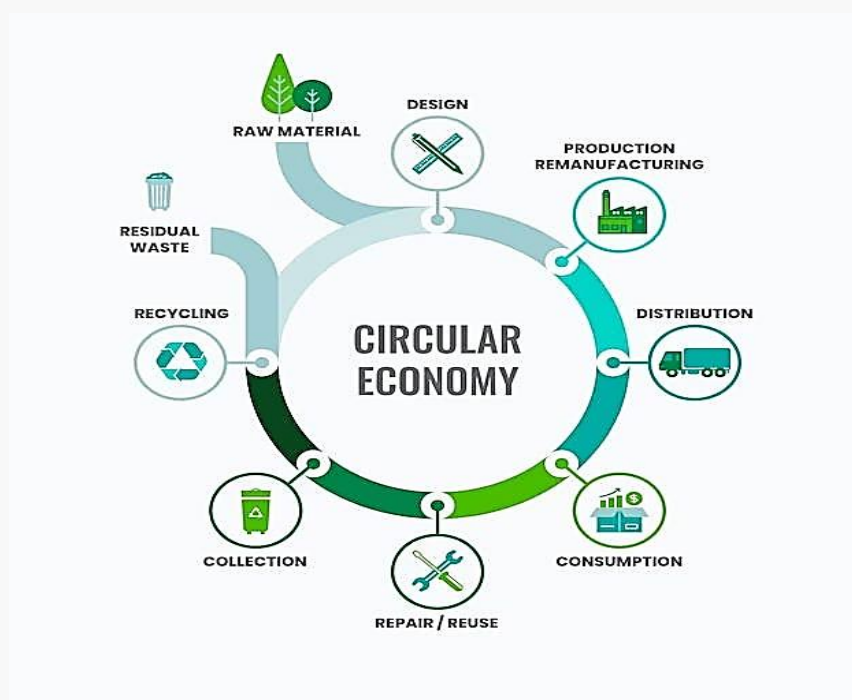 DESIGN
RAW MATERIAL
PRODUCTION
REMANUFACTURING
RESIDUAL
WASTE
RECYCLING
DISTRIBUTION
CIRCULAR
ECONOMY
COLLECTION
CONSUMPTION
REPAIR / REUSE